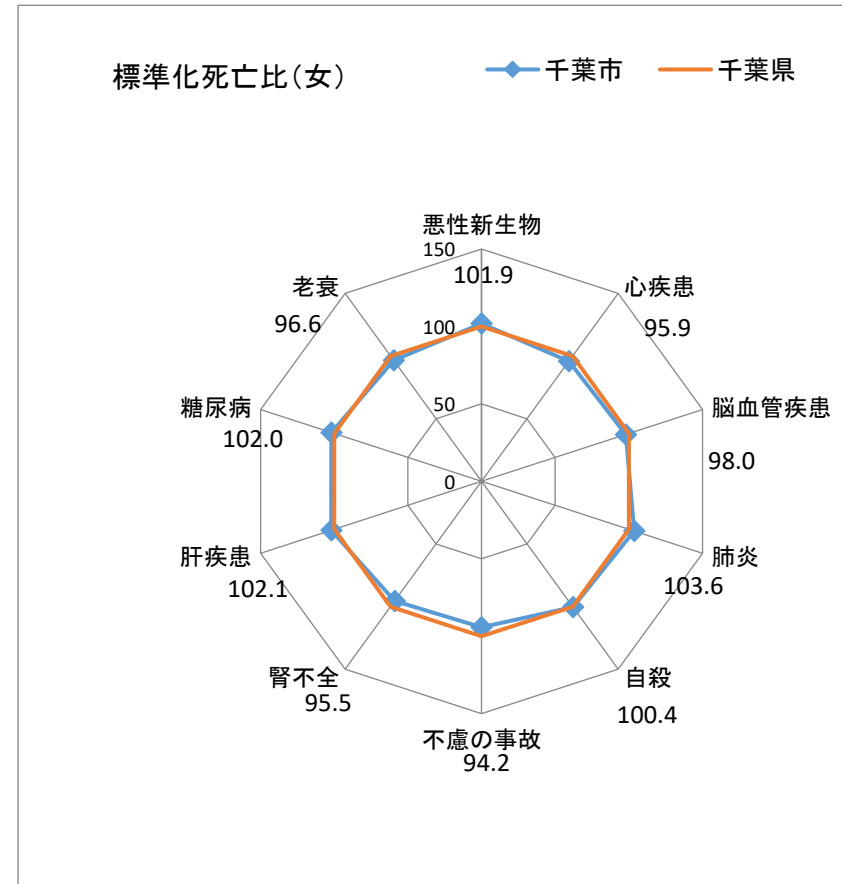 標準化死亡比(女)
千葉市
千葉県
悪性新生物
150
101.9
老衰
心疾患
96.6
95.9
100
糖尿病
脳血管疾患
102.0
98.0
50
0
肝疾患
肺炎
102.1
103.6
腎不全
自殺
95.5
100.4
不慮の事故
94.2